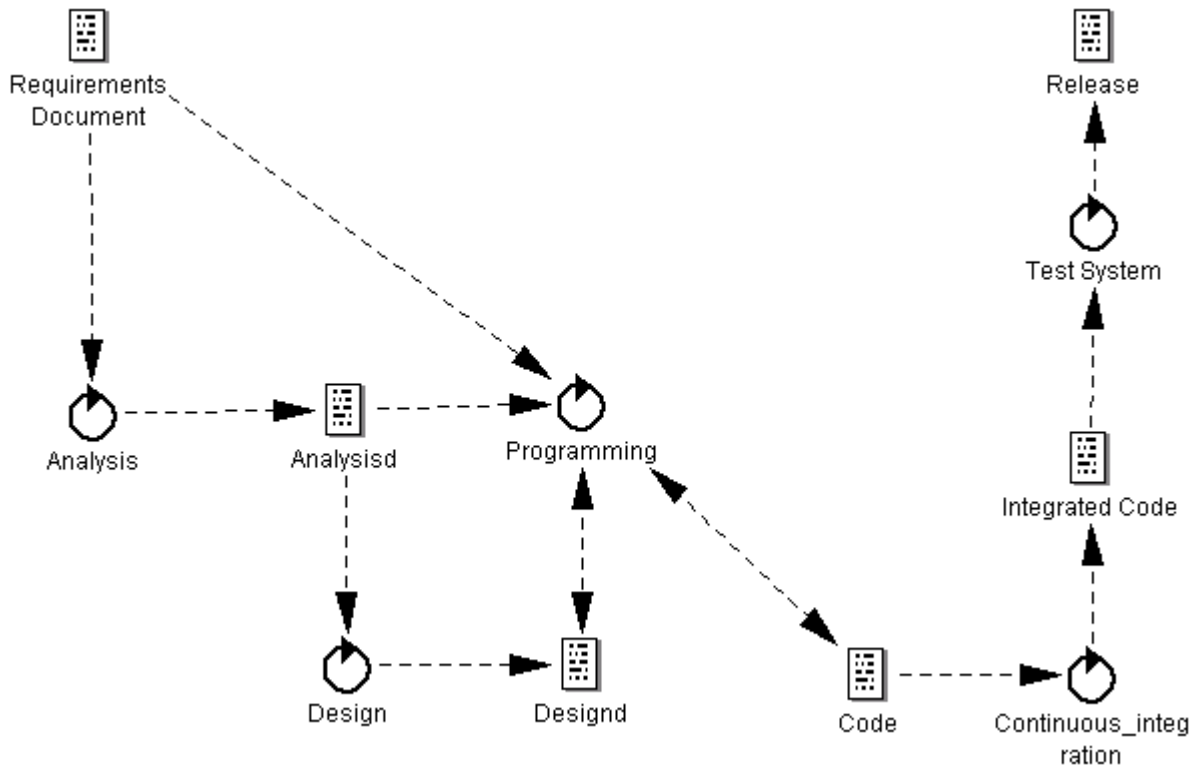 Requirements
Document
Release
Test System
Analysis
Analysisd
Programming
Integrated Code
Design
Designd
Code
Continuous_integ
ration